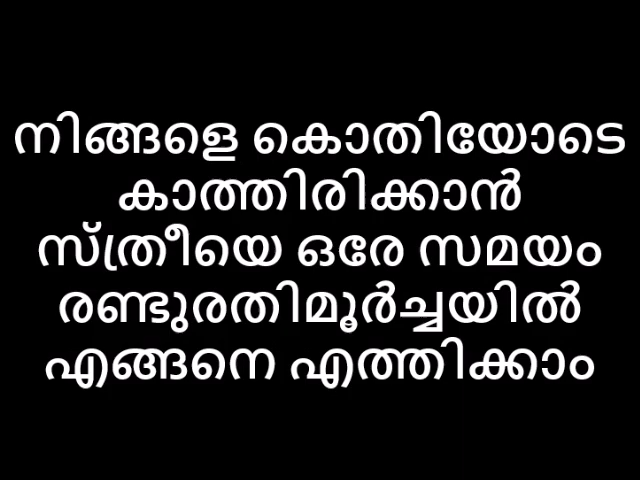 നിങ്ങളെ കൊതിയോടെ
കാത്തിരിക്കാൻ
സ്ത്രീയെ ഒരേ സമയം
രണ്ടുരതിമൂർച്ചയിൽ
എങ്ങനെ എത്തിക്കാം